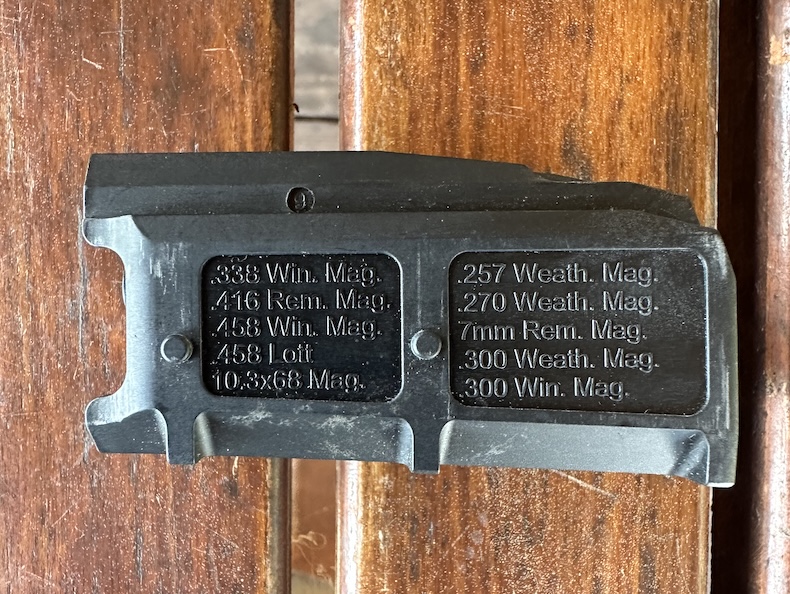 9
.338 Win. Mag.
.416 Rem. Mag.
.458 Win. Mag.
.458 Lott
10.3x68 Mag.
.257 Weath. Mag.
.270 Weath. Mag.
7mm Rem. Mag.
.300 Weath. Mag.
.300 Win. Mag.